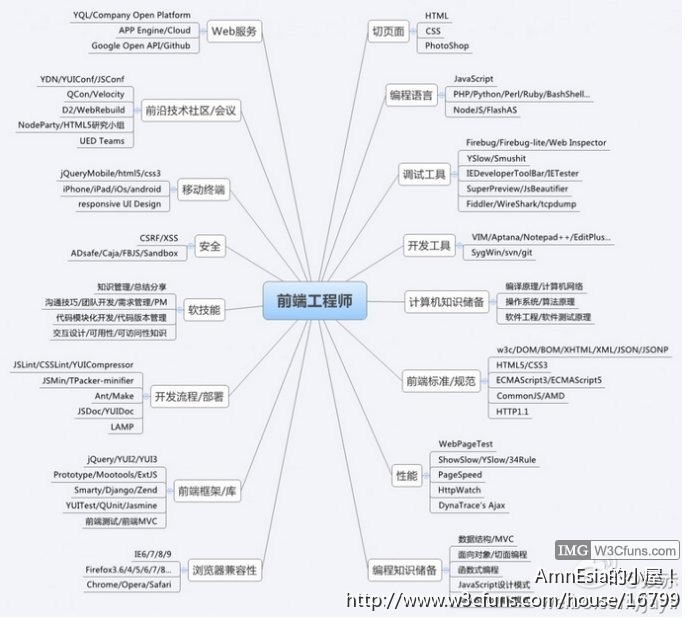 前端工程师
Web服务
YQL/Company Open Platform
APP Engine/Cloud
Google Open API/Github
前沿技术社区/会议
YDN/YUIConf/JSConf
QCon/Velocity
D2/WebRebuild
NodeParty/HTML5研究小组
UED Teams
移动终端
jQueryMobile/html5/css3
iPhone/iPad/iOs/android
responsive UI Design
安全
CSRF/XSS
ADsafe/Caja/FBJS/Sandbox
软技能
知识管理/总结分享
沟通技巧/团队开发/需求管理/PM
代码模块化开发/代码版本管理
交互设计/可用性/可访问性知识
开发流程/部署
JSLint/CSSLint/YUICompressor
JSMin/TPacker-minifier
Ant/Make
JSDoc/YUIDoc
LAMP
前端框架/库
jQuery/YUI2/YUI3
Prototype/Mootools/ExtJS
Smarty/Django/Zend
YUITest/QUnit/Jasmine
前端测试/前端MVC
浏览器兼容性
IE6/7/8/9
Firefox3.6/4/5/6/7/8...
Chrome/Opera/Safari
切页面
HTML
CSS
PhotoShop
编程语言
JavaScript
PHP/Python/Perl/Ruby/BashShell...
NodeJS/FlashAS
调试工具
Firebug/Firebug-lite/Web Inspector
YSlow/Smushit
IEDeveloperToolBar/IETester
SuperPreview/JsBeautifier
Fiddler/WireShark/tcpdump
开发工具
VIM/Aptana/Notepad++/EditPlus...
SygWin/svn/git
计算机知识储备
编译原理/计算机网络
操作系统/算法原理
软件工程/软件测试原理
前端标准/规范
w3c/DOM/BOM/XHTML/XML/JSON/JSONP
HTML5/CSS3
ECMAScript3/ECMAScript5
CommonJS/AMD
HTTP1.1
性能
WebPageTest
ShowSlow/YSlow/34Rule
PageSpeed
HttpWatch
DynaTrace's Ajax
编程知识储备
数据结构/MVC
面向对象/切面编程
函数式编程
JavaScript设计模式
IMG W3Cfuns.com
AmnEsia的小屋!
http://www.w3cfuns.com/house/16799